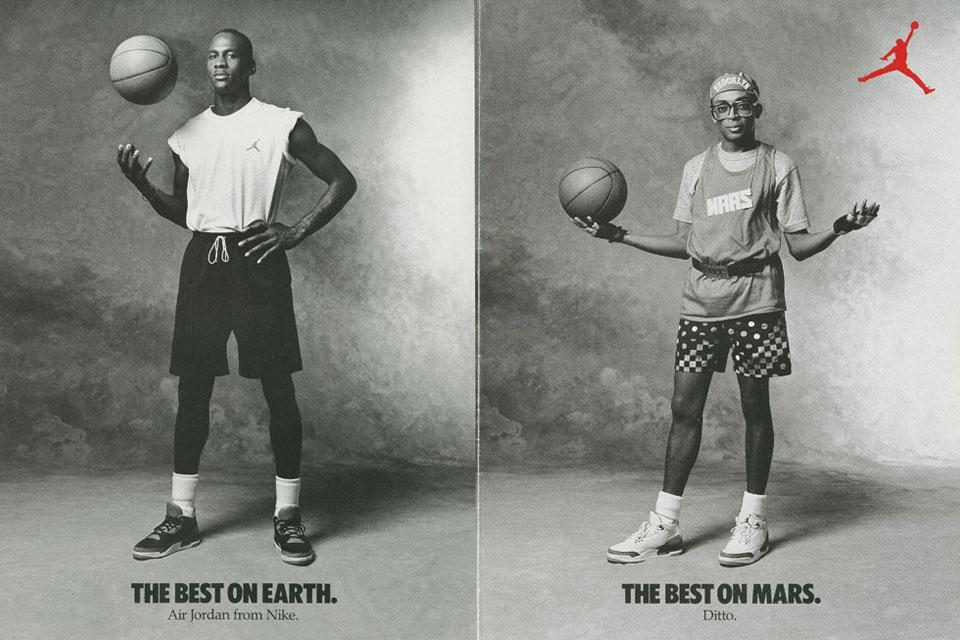 BROOKLYN
MARS
THE BEST ON EARTH.
Air Jordan from Nike.
THE BEST ON MARS.
Ditto.